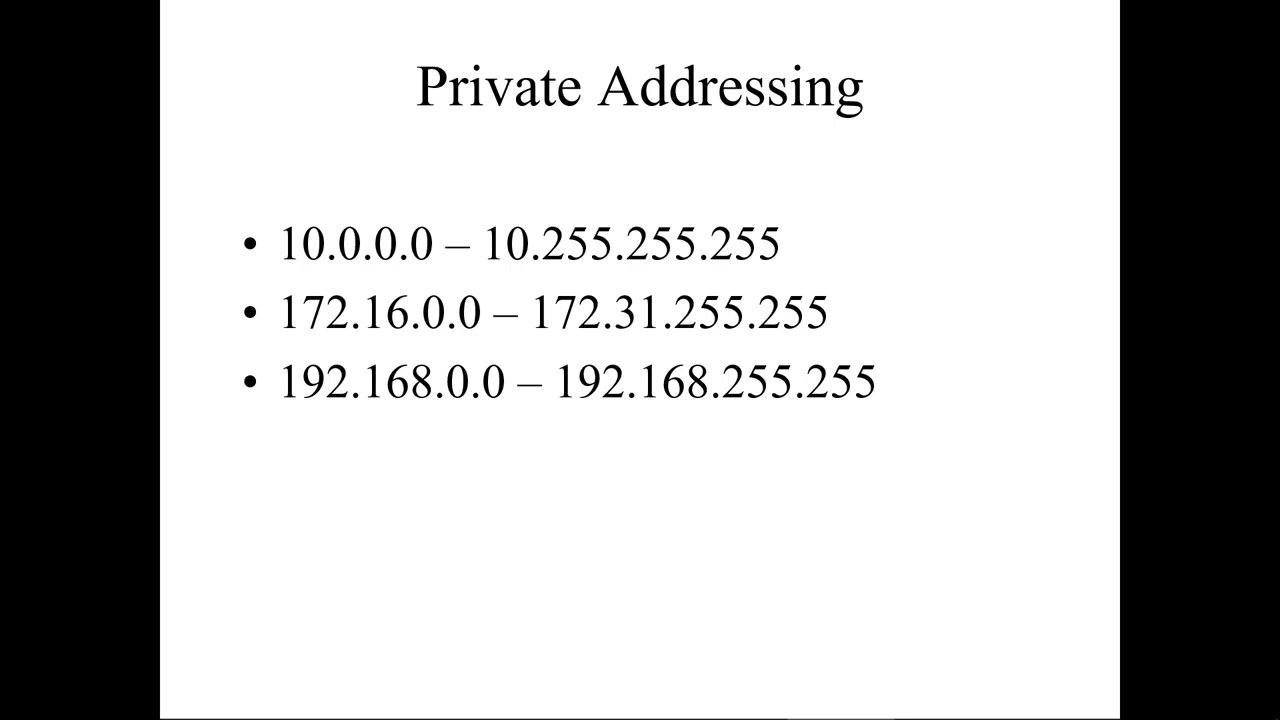 Private Addressing
• 10.0.0.0 – 10.255.255.255
• 172.16.0.0 – 172.31.255.255
• 192.168.0.0 – 192.168.255.255